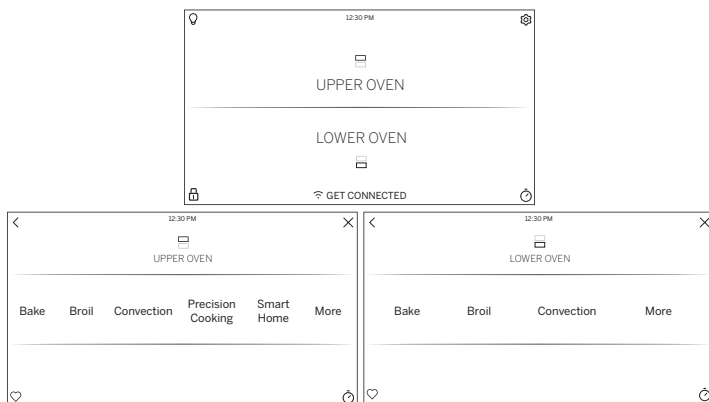 12:30 PM
UPPER OVEN
LOWER OVEN
GET CONNECTED
12:30 PM
UPPER OVEN
Bake Broil Convection Precision Cooking Smart Home More
12:30 PM
LOWER OVEN
Bake Broil Convection More